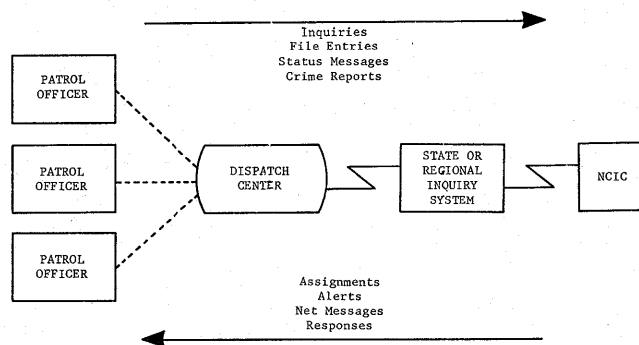 Inquiries
File Entries
Status Messages
Crime Reports
PATROL
OFFICER
PATROL
OFFICER
PATROL
OFFICER
DISPATCH
CENTER
STATE OR
REGIONAL
INQUIRY
SYSTEM
NCIC
Assignments
Alerts
Net Messages
Responses